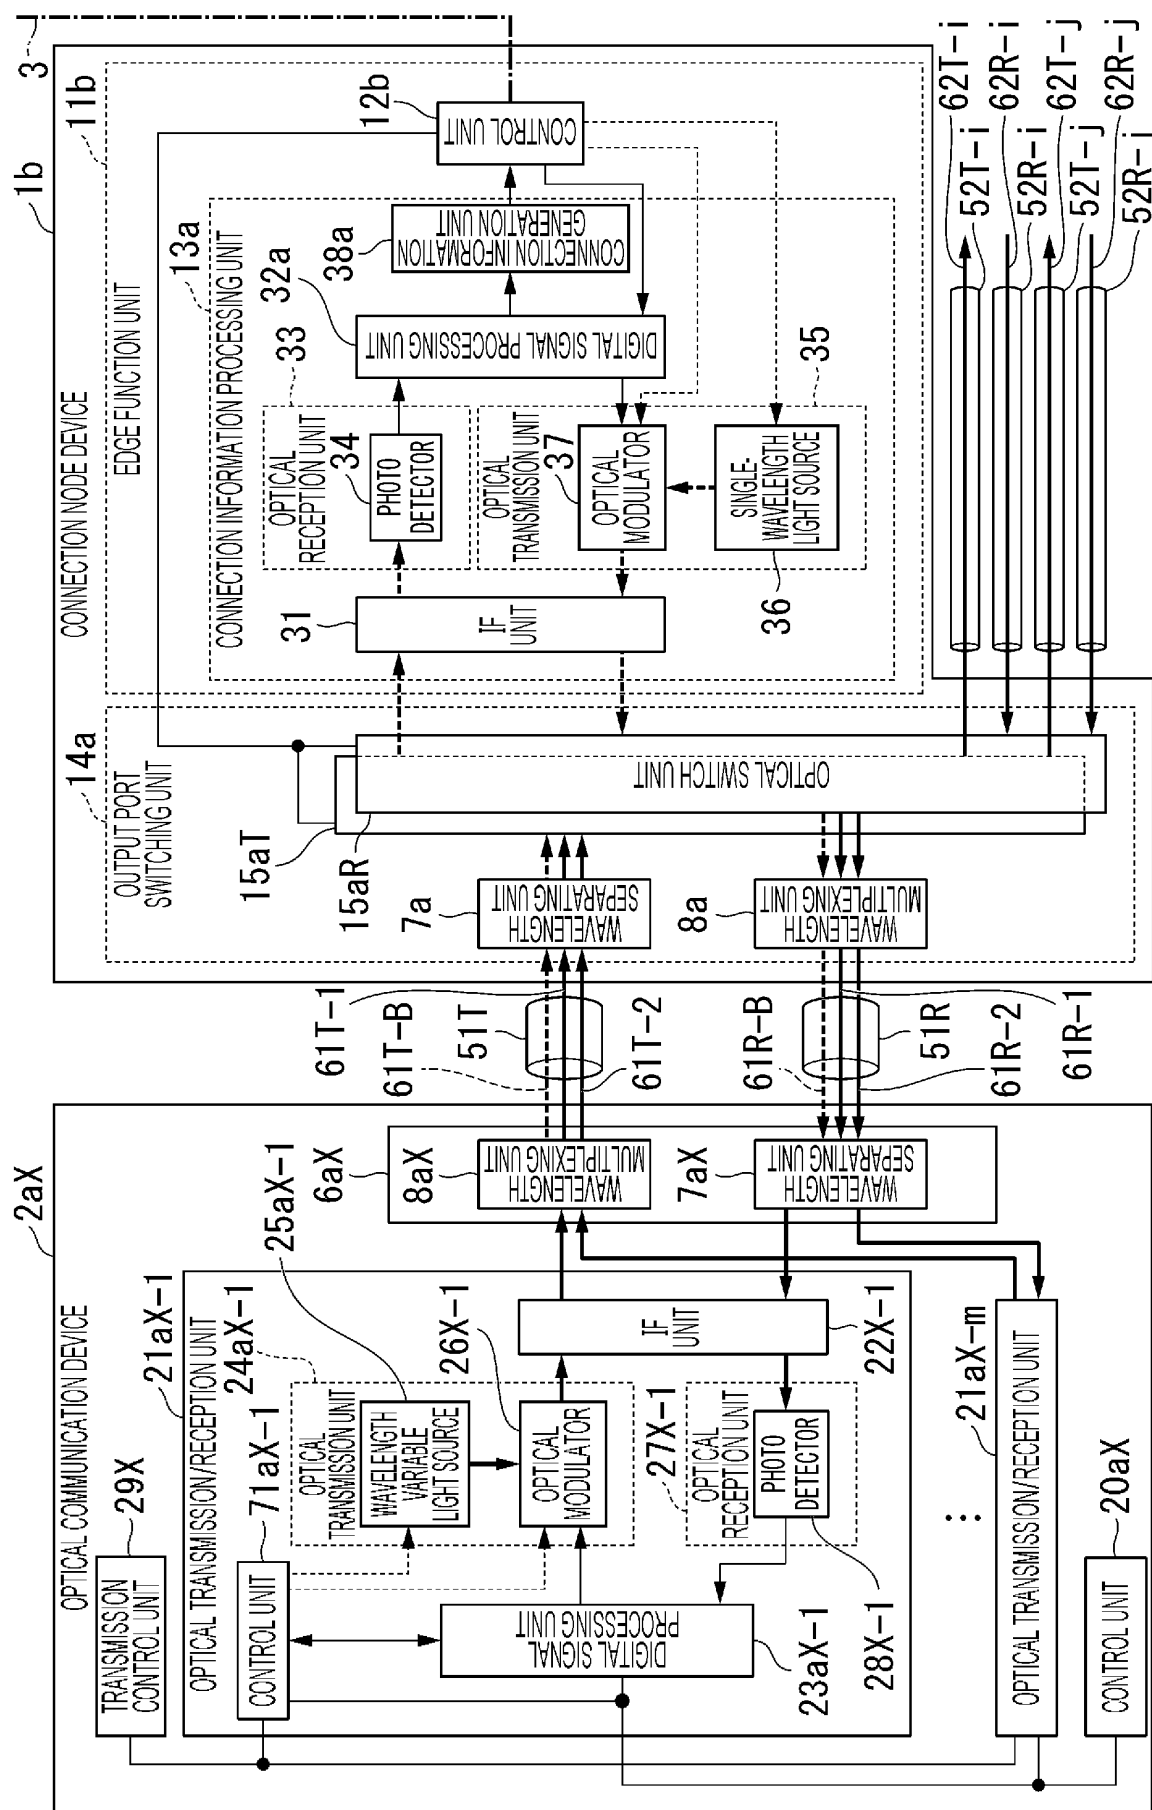 3
1b
CONNECTION NODE DEVICE
11b
EDGE FUNCTION UNIT
12b
CONTROL UNIT
13a
CONNECTION INFORMATION PROCESSING UNIT
38a
CONNECTION INFORMATION
GENERATION UNIT
32a
DIGITAL SIGNAL PROCESSING UNIT
33
OPTICAL
RECEPTION UNIT
34
PHOTO
DETECTOR
35
OPTICAL
TRANSMISSION UNIT
37
OPTICAL
MODULATOR
SINGLE-
WAVELENGTH
LIGHT SOURCE
36
31
IF
UNIT
14a
OUTPUT PORT
SWITCHING UNIT
15aT
15aR
OPTICAL SWITCH UNIT
7a
WAVELENGTH
SEPARATING UNIT
8a
WAVELENGTH
MULTIPLEXING UNIT
62T-i
52T-i
62R-i
52R-i
62T-j
52T-j
62R-j
52R-j
61T-1
61T-B
51T
61T-2
61R-B
51R
61R-2
61R-1
2aX
OPTICAL COMMUNICATION DEVICE
6aX
8aX
WAVELENGTH
MULTIPLEXING UNIT
7aX
WAVELENGTH
SEPARATING UNIT
21aX-1
OPTICAL TRANSMISSION/RECEPTION UNIT
24aX-1
25aX-1
OPTICAL
TRANSMISSION UNIT
WAVELENGTH
VARIABLE
LIGHT SOURCE
26X-1
OPTICAL
MODULATOR
IF
UNIT
22X-1
27X-1
OPTICAL
RECEPTION UNIT
PHOTO
DETECTOR
28X-1
29X
TRANSMISSION
CONTROL UNIT
71aX-1
CONTROL UNIT
DIGITAL SIGNAL
PROCESSING UNIT
23aX-1
...
21aX-m
OPTICAL TRANSMISSION/RECEPTION UNIT
20aX
CONTROL UNIT